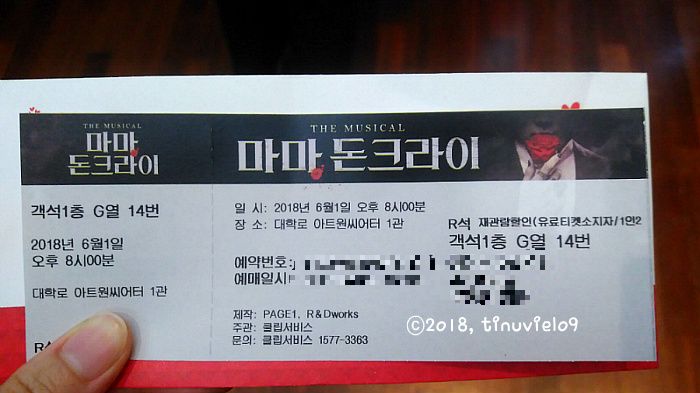 THE MUSICAL
마마,
돈크라이
객석1층 G열 14번
2018년 6월1일
오후 8시00분
대학로 아트원씨어터 1관
R석
THE MUSICAL
마마, 돈크라이
일 시: 2018년 6월1일 오후 8시00분
장 소: 대학로 아트원씨어터 1관
R석 재관람할인(유료티켓소지자/1인2
객석1층 G열 14번
예약번호:
예매일시:
제작: PAGE1, R&Dworks
주관: 클립서비스
문의: 클립서비스 1577-3363
©2018, tinuviel09